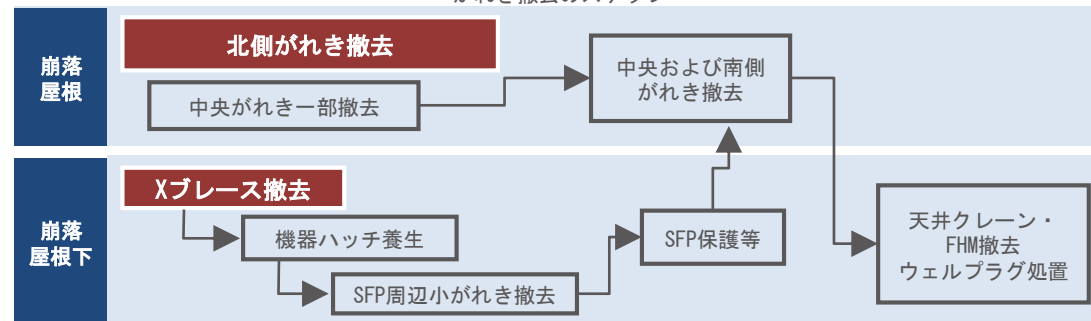 崩落
屋根
北側がれき撤去
中央がれき一部撤去
中央および南側
がれき撤去
崩落
屋根下
Xブレース撤去
機器ハッチ養生
SFP周辺小がれき撤去
SFP保護等
天井クレーン・
FHM撤去
ウェルプラグ処置